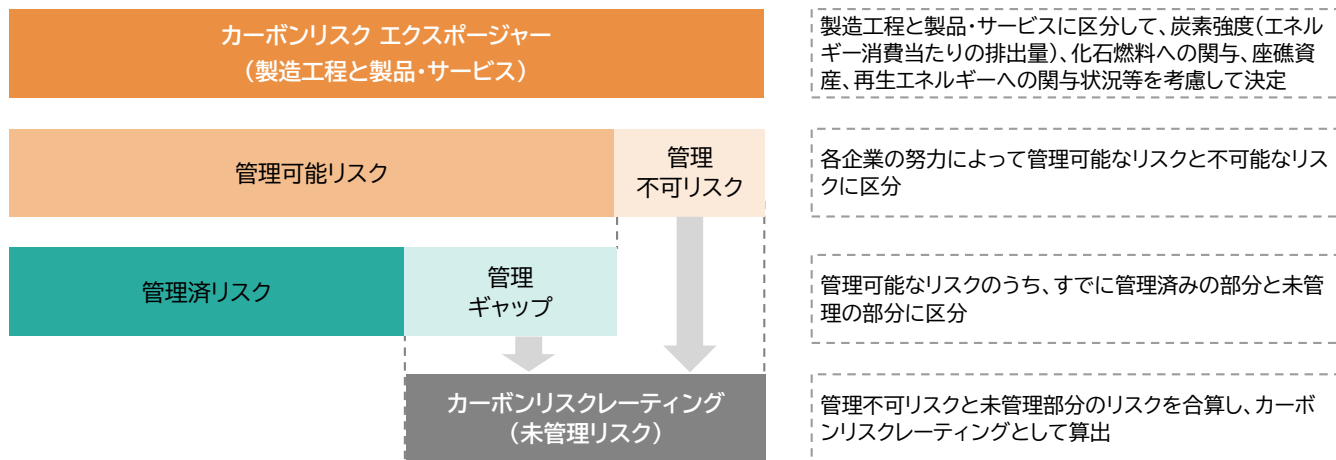 カーボンリスク エクスポージャー
(製造工程と製品・サービス)
製造工程と製品・サービスに区分して、炭素強度(エネル
ギー消費当たりの排出量)、化石燃料への関与、座礁資
産、再生エネルギーへの関与状況等を考慮して決定
管理可能リスク
管理
不可リスク
各企業の努力によって管理可能なリスクと不可能なリス
クに区分
管理済リスク
管理
ギャップ
管理可能なリスクのうち、すでに管理済みの部分と未管
理の部分に区分
カーボンリスクレーティング
(未管理リスク)
管理不可リスクと未管理部分のリスクを合算し、カーボ
ンリスクレーティングとして算出